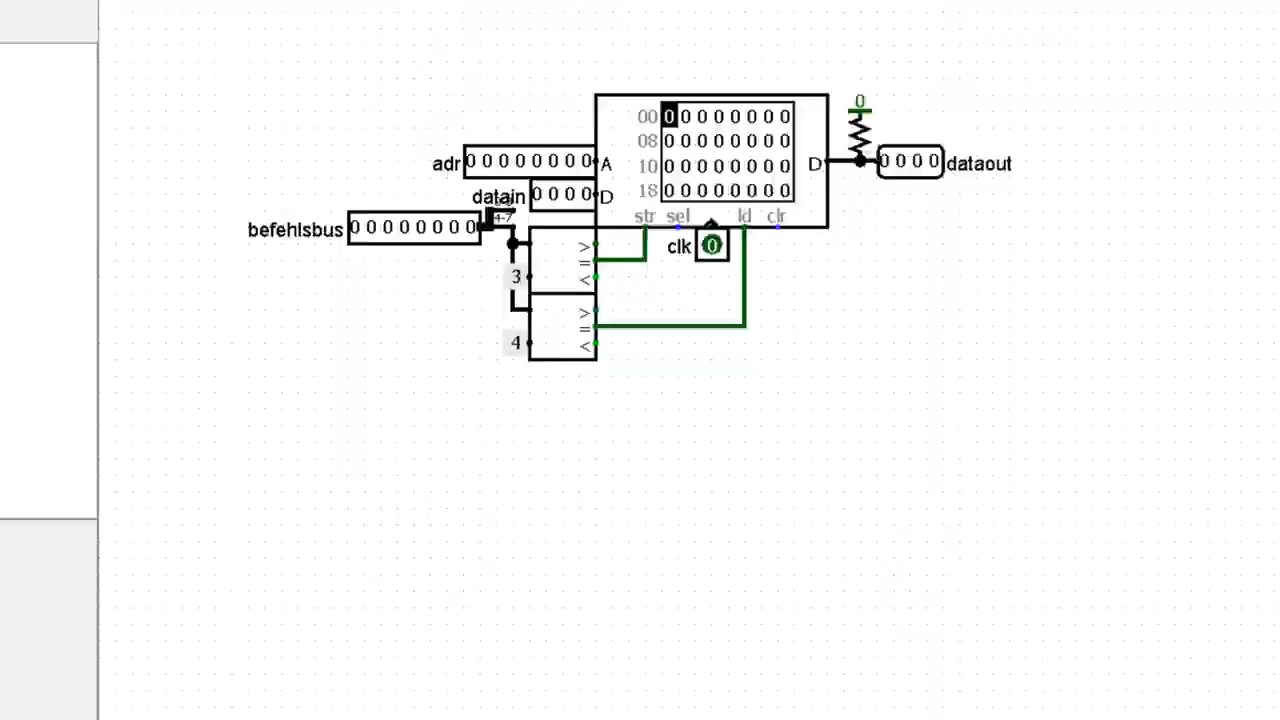 0
00 0 0 0 0 0 0 0 0
08 0 0 0 0 0 0 0 0
adr 0 0 0 0 0 0 0 0 A
10 0 0 0 0 0 0 0 0
D 0 0 0 0 dataout
18 0 0 0 0 0 0 0 0
datain 0 0 0 0 D
str sel ld clr
4-7
befehlsbus 0 0 0 0 0 0 0 0
clk 0
>
=
3 <
>
=
4 <